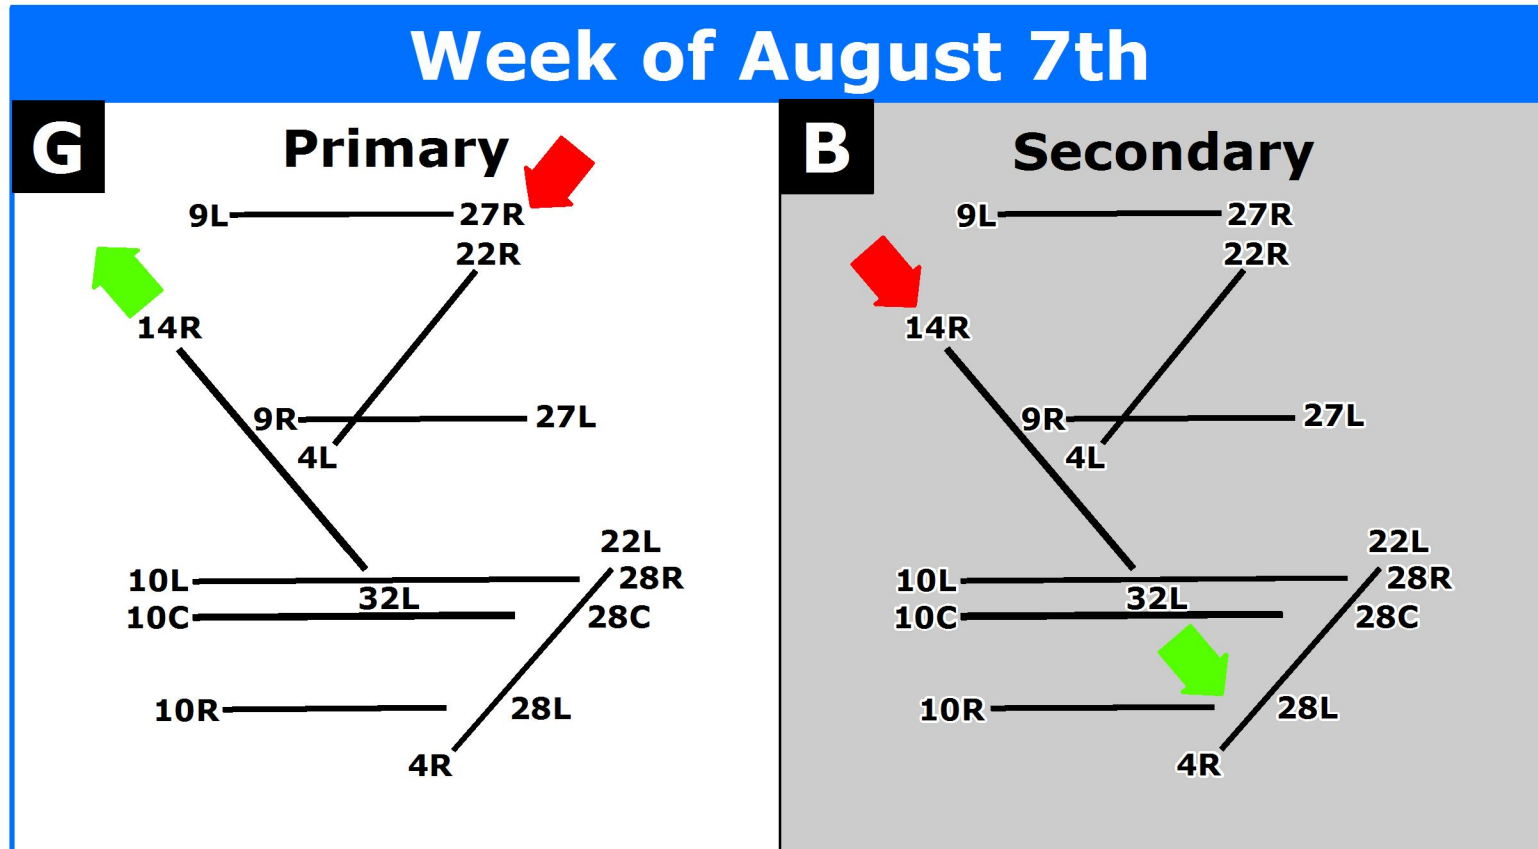 Week of August 7th
G
Primary
9L 27R
22R
14R
9R 27L
4L
22L
10L 28R
32L
10C 28C
10R 28L
4R
B
Secondary
9L 27R
22R
14R
9R 27L
4L
22L
10L 28R
32L
10C 28C
10R 28L
4R